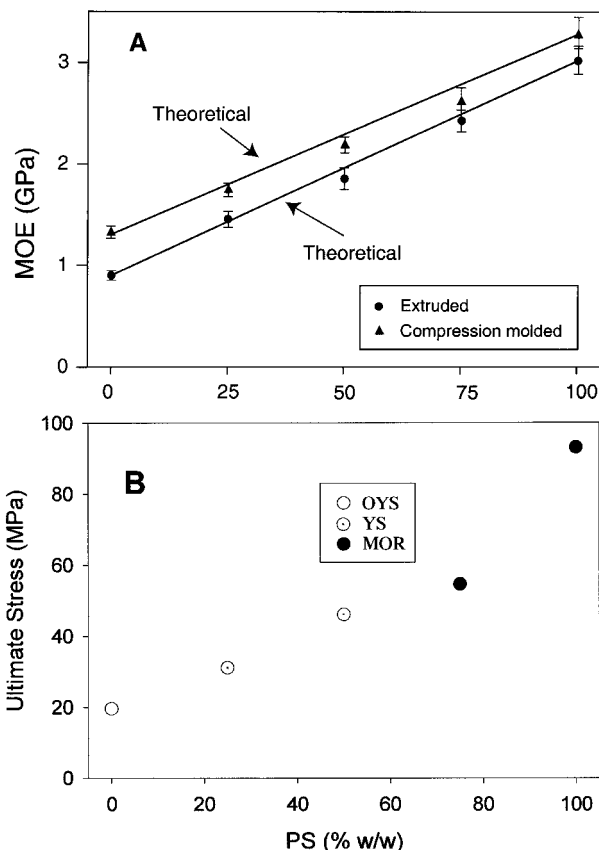 A
3
2
1
0
MOE (GPa)
Theoretical
Theoretical
Extruded
Compression molded
0 25 50 75 100
B
100
80
60
40
20
0
Ultimate Stress (MPa)
OYS
YS
MOR
0 20 40 60 80 100
PS (% w/w)